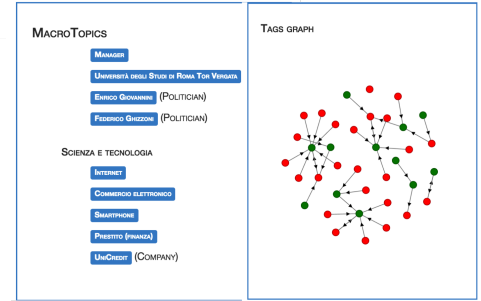 MacroTopics
Manager
Università degli Studi di Roma Tor Vergata
Enrico Giovannini (Politician)
Federico Ghizzoni (Politician)
Scienza e tecnologia
Internet
Commercio elettronico
Smartphone
Prestito (finanza)
UniCredit (Company)
Tags graph